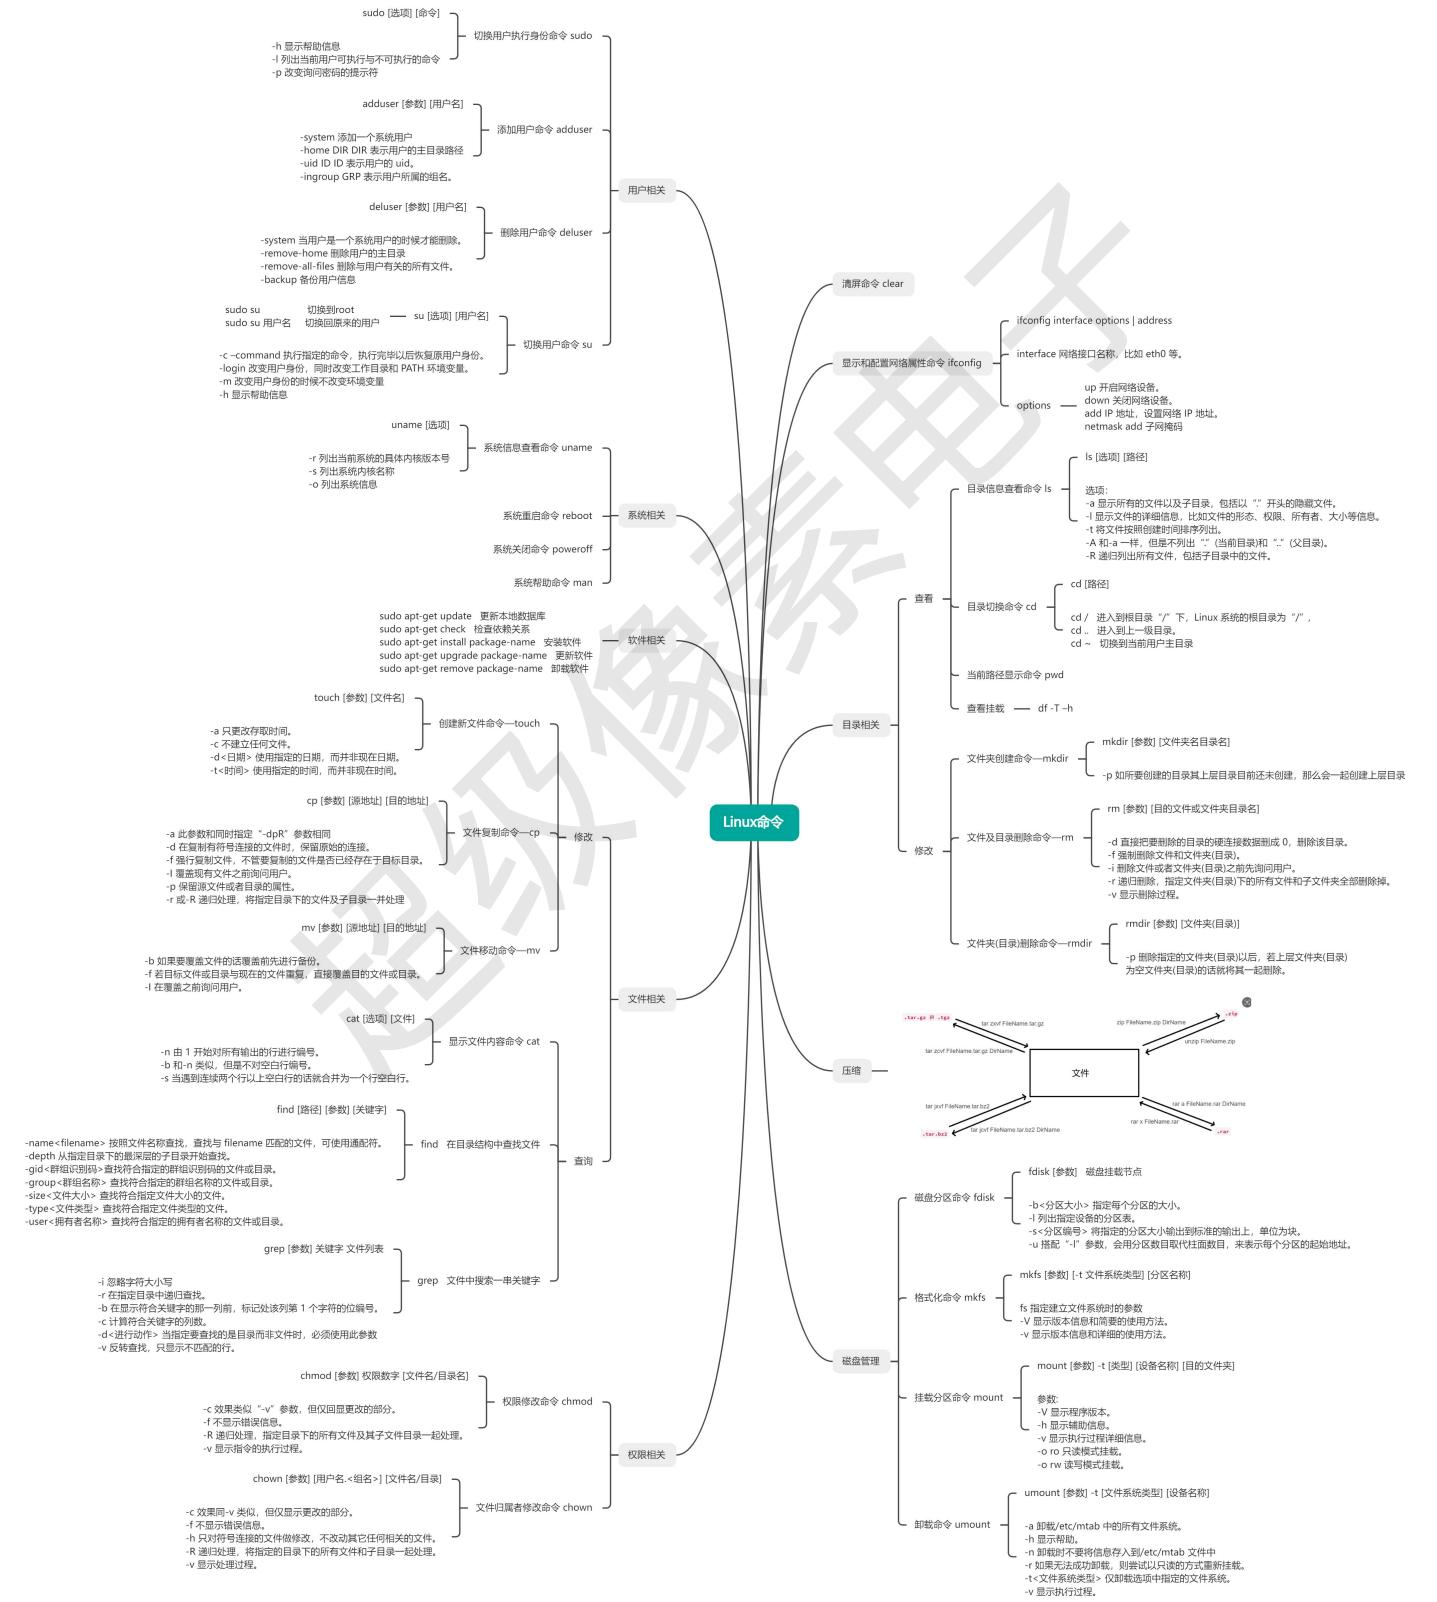 sudo [选项] [命令]
切换用户执行身份命令 sudo
-h 显示帮助信息
-l 列出当前用户可执行与不可执行的命令
-p 改变询问密码的提示符
adduser [参数] [用户名]
添加用户命令 adduser
-system 添加一个系统用户
-home DIR DIR 表示用户的主目录路径
-uid ID ID 表示用户的 uid。
-ingroup GRP 表示用户所属的组名。
用户相关
deluser [参数] [用户名]
删除用户命令 deluser
-system 当用户是一个系统用户的时候才能删除。
-remove-home 删除用户的主目录
-remove-all-files 删除与用户有关的所有文件。
-backup 备份用户信息
sudo su 切换到root
sudo su 用户名 切换回原来的用户
su [选项] [用户名]
切换用户命令 su
-c –command 执行指定的命令，执行完毕以后恢复原用户身份。
-login 改变用户身份，同时改变工作目录和 PATH 环境变量。
-m 改变用户身份的时候不改变环境变量
-h 显示帮助信息
uname [选项]
系统信息查看命令 uname
-r 列出当前系统的具体内核版本号
-s 列出系统内核名称
-o 列出系统信息
系统重启命令 reboot
系统相关
系统关闭命令 poweroff
系统帮助命令 man
sudo apt-get update 更新本地数据库
sudo apt-get check 检查依赖关系
sudo apt-get install package-name 安装软件
sudo apt-get upgrade package-name 更新软件
sudo apt-get remove package-name 卸载软件
软件相关
touch [参数] [文件名]
创建新文件命令—touch
-a 只更改存取时间。
-c 不建立任何文件。
-d<日期> 使用指定的日期，而并非现在日期。
-t<时间> 使用指定的时间，而并非现在时间。
cp [参数] [源地址] [目的地址]
文件复制命令—cp
修改
-a 此参数和同时指定“-dpR”参数相同
-d 在复制有符号连接的文件时，保留原始的连接。
-f 强行复制文件，不管要复制的文件是否已经存在于目标目录。
-I 覆盖现有文件之前询问用户。
-p 保留源文件或者目录的属性。
-r 或-R 递归处理，将指定目录下的文件及子目录一并处理
mv [参数] [源地址] [目的地址]
文件移动命令—mv
-b 如果要覆盖文件的话覆盖前先进行备份。
-f 若目标文件或目录与现在的文件重复，直接覆盖目的文件或目录。
-I 在覆盖之前询问用户。
文件相关
cat [选项] [文件]
显示文件内容命令 cat
-n 由 1 开始对所有输出的行进行编号。
-b 和-n 类似，但是不对空白行编号。
-s 当遇到连续两个行以上空白行的话就合并为一个行空白行。
find [路径] [参数] [关键字]
find 在目录结构中查找文件
查询
-name<filename> 按照文件名称查找，查找与 filename 匹配的文件，可使用通配符。
-depth 从指定目录下的最深层的子目录开始查找。
-gid<群组识别码>查找符合指定的群组识别码的文件或目录。
-group<群组名称> 查找符合指定的群组名称的文件或目录。
-size<文件大小> 查找符合指定文件大小的文件。
-type<文件类型> 查找符合指定文件类型的文件。
-user<拥有者名称> 查找符合指定的拥有者名称的文件或目录。
grep [参数] 关键字 文件列表
grep 文件中搜索一串关键字
-i 忽略字符大小写
-r 在指定目录中递归查找。
-b 在显示符合关键字的那一列前，标记处该列第 1 个字符的位编号。
-c 计算符合关键字的列数。
-d<进行动作> 当指定要查找的是目录而非文件时，必须使用此参数
-v 反转查找，只显示不匹配的行。
chmod [参数] 权限数字 [文件名/目录名]
权限修改命令 chmod
-c 效果类似“-v”参数，但仅回显更改的部分。
-f 不显示错误信息。
-R 递归处理，指定目录下的所有文件及其子文件目录一起处理。
-v 显示指令的执行过程。
权限相关
chown [参数] [用户名.<组名>] [文件名/目录]
文件归属者修改命令 chown
-c 效果同-v 类似，但仅显示更改的部分。
-f 不显示错误信息。
-h 只对符号连接的文件做修改，不改动其它任何相关的文件。
-R 递归处理，将指定的目录下的所有文件和子目录一起处理。
-v 显示处理过程。
Linux命令
清屏命令 clear
ifconfig interface options | address
显示和配置网络属性命令 ifconfig
interface 网络接口名称，比如 eth0 等。
options
up 开启网络设备。
down 关闭网络设备。
add IP 地址，设置网络 IP 地址。
netmask add 子网掩码
ls [选项] [路径]
目录信息查看命令 ls
选项：
-a 显示所有的文件以及子目录，包括以“.”开头的隐藏文件。
-l 显示文件的详细信息，比如文件的形态、权限、所有者、大小等信息。
-t 将文件按照创建时间排序列出。
-A 和-a 一样，但是不列出“.”(当前目录)和“..”(父目录)。
-R 递归列出所有文件，包括子目录中的文件。
查看
cd [路径]
目录切换命令 cd
cd / 进入到根目录“/”下，Linux 系统的根目录为“/”，
cd .. 进入到上一级目录。
cd ~ 切换到当前用户主目录
当前路径显示命令 pwd
查看挂载
df -T –h
目录相关
mkdir [参数] [文件夹名目录名]
文件夹创建命令—mkdir
-p 如所要创建的目录其上层目录目前还未创建，那么会一起创建上层目录
rm [参数] [目的文件或文件夹目录名]
文件及目录删除命令—rm
修改
-d 直接把要删除的目录的硬连接数据删成 0，删除该目录。
-f 强制删除文件和文件夹(目录)。
-i 删除文件或者文件夹(目录)之前先询问用户。
-r 递归删除，指定文件夹(目录)下的所有文件和子文件夹全部删除掉。
-v 显示删除过程。
rmdir [参数] [文件夹(目录)]
文件夹(目录)删除命令—rmdir
-p 删除指定的文件夹(目录)以后，若上层文件夹(目录)
为空文件夹(目录)的话就将其一起删除。
压缩
.tar.gz 或 .tgz
tar zxvf FileName.tar.gz
tar zcvf FileName.tar.gz DirName
zip FileName.zip DirName
.zip
unzip FileName.zip
文件
tar jxvf FileName.tar.bz2
.tar.bz2
tar jcvf FileName.tar.bz2 DirName
rar a FileName.rar DirName
rar x FileName.rar
.rar
fdisk [参数] 磁盘挂载节点
磁盘分区命令 fdisk
-b<分区大小> 指定每个分区的大小。
-l 列出指定设备的分区表。
-s<分区编号> 将指定的分区大小输出到标准的输出上，单位为块。
-u 搭配“-l”参数，会用分区数目取代柱面数目，来表示每个分区的起始地址。
mkfs [参数] [-t 文件系统类型] [分区名称]
格式化命令 mkfs
fs 指定建立文件系统时的参数
-V 显示版本信息和简要的使用方法。
-v 显示版本信息和详细的使用方法。
磁盘管理
mount [参数] -t [类型] [设备名称] [目的文件夹]
挂载分区命令 mount
参数:
-V 显示程序版本。
-h 显示辅助信息。
-v 显示执行过程详细信息。
-o ro 只读模式挂载。
-o rw 读写模式挂载。
umount [参数] -t [文件系统类型] [设备名称]
卸载命令 umount
-a 卸载/etc/mtab 中的所有文件系统。
-h 显示帮助。
-n 卸载时不要将信息存入到/etc/mtab 文件中
-r 如果无法成功卸载，则尝试以只读的方式重新挂载。
-t<文件系统类型> 仅卸载选项中指定的文件系统。
-v 显示执行过程。
超级像素电子